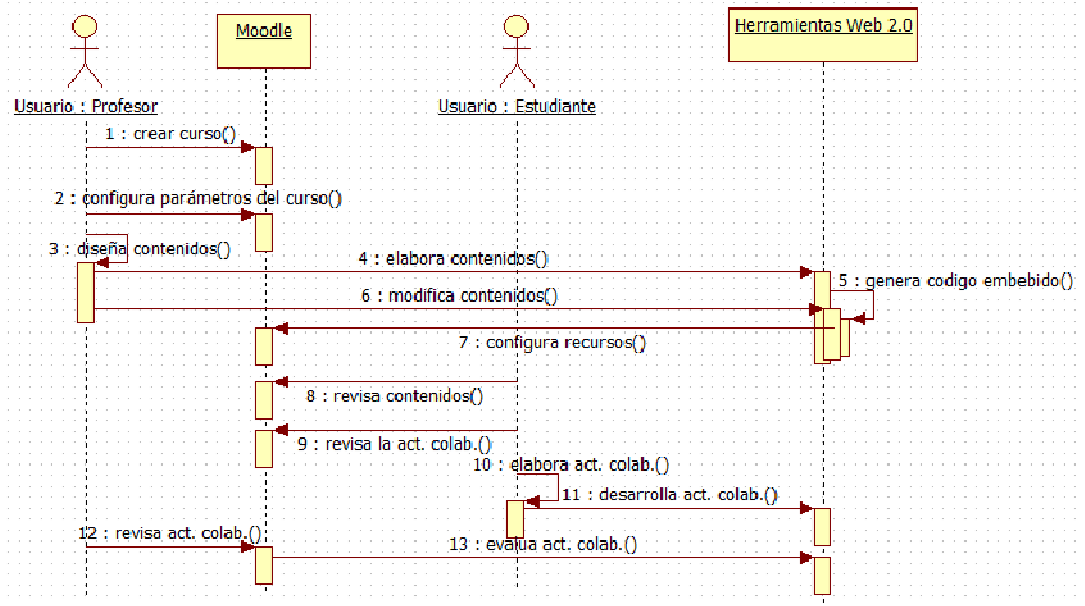 Moodle
Herramientas Web 2.0
Usuario : Profesor
Usuario : Estudiante
1 : crear curso()
2 : configura parámetros del curso()
3 : diseña contenidos()
4 : elabora contenidos()
5 : genera codigo embebido()
6 : modifica contenidos()
7 : configura recursos()
8 : revisa contenidos()
9 : revisa la act. colab.()
10 : elabora act. colab.()
11 : desarrolla act. colab.()
12 : revisa act. colab.()
13 : evalua act. colab.()